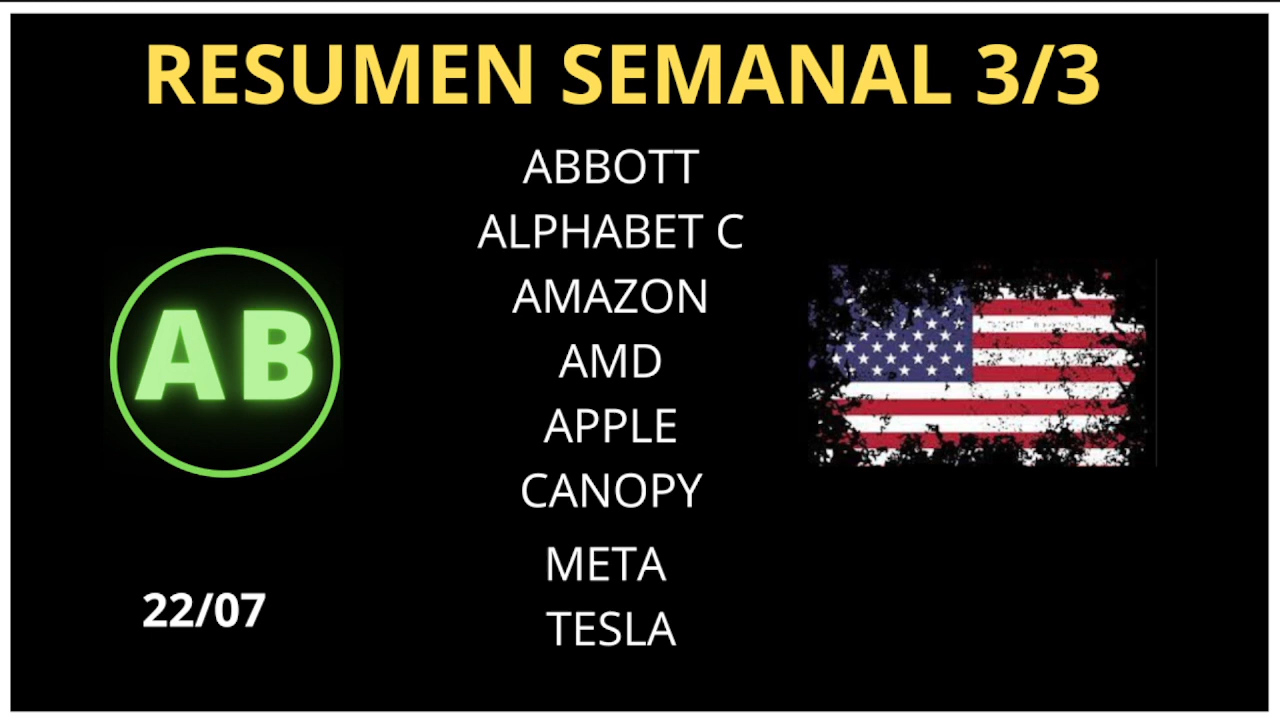 RESUMEN SEMANAL 3/3
ABBOTT
ALPHABET C
AMAZON
AMD
APPLE
CANOPY
META
TESLA
AB
22/07